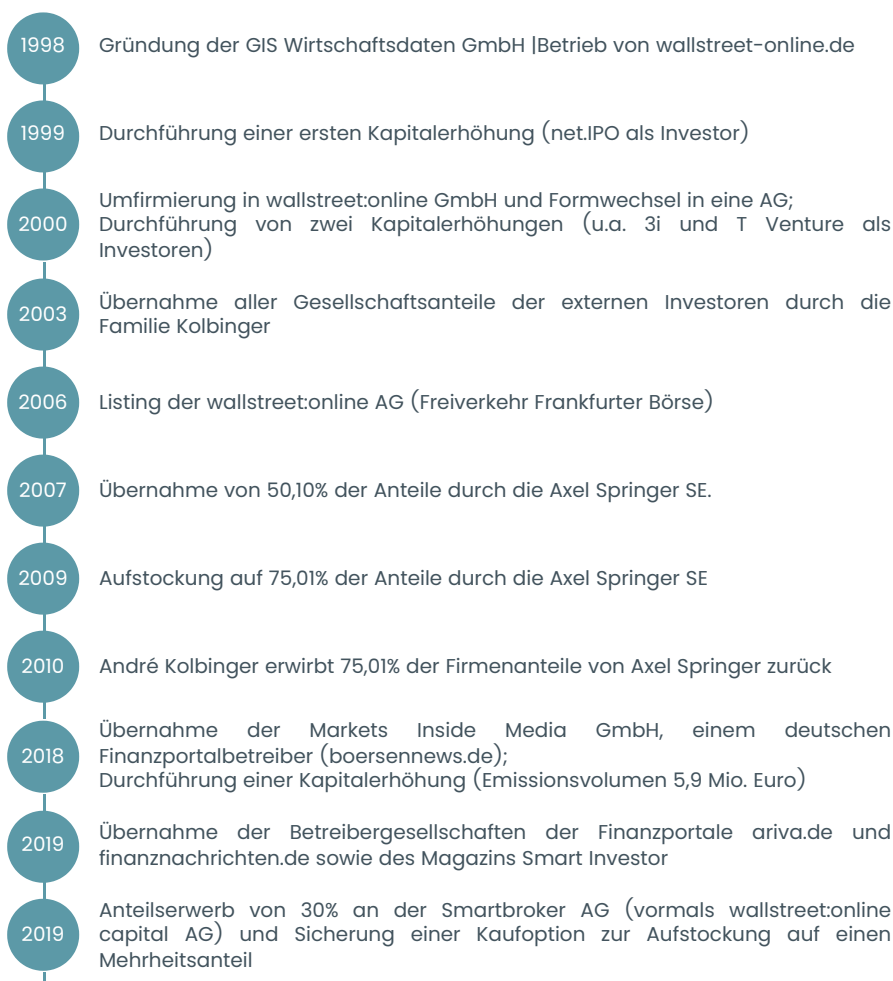 1998
Gründung der GIS Wirtschaftsdaten GmbH |Betrieb von wallstreet-online.de
1999
Durchführung einer ersten Kapitalerhöhung (net.IPO als Investor)
2000
Umfirmierung in wallstreet:online GmbH und Formwechsel in eine AG;
Durchführung von zwei Kapitalerhöhungen (u.a. 3i und T Venture als
Investoren)
2003
Übernahme aller Gesellschaftsanteile der externen Investoren durch die
Familie Kolbinger
2006
Listing der wallstreet:online AG (Freiverkehr Frankfurter Börse)
2007
Übernahme von 50,10% der Anteile durch die Axel Springer SE.
2009
Aufstockung auf 75,01% der Anteile durch die Axel Springer SE
2010
André Kolbinger erwirbt 75,01% der Firmenanteile von Axel Springer zurück
2018
Übernahme der Markets Inside Media GmbH, einem deutschen
Finanzportalbetreiber (boersennews.de);
Durchführung einer Kapitalerhöhung (Emissionsvolumen 5,9 Mio. Euro)
2019
Übernahme der Betreibergesellschaften der Finanzportale ariva.de und
finanznachrichten.de sowie des Magazins Smart Investor
2019
Anteilserwerb von 30% an der Smartbroker AG (vormals wallstreet:online
capital AG) und Sicherung einer Kaufoption zur Aufstockung auf einen
Mehrheitsanteil